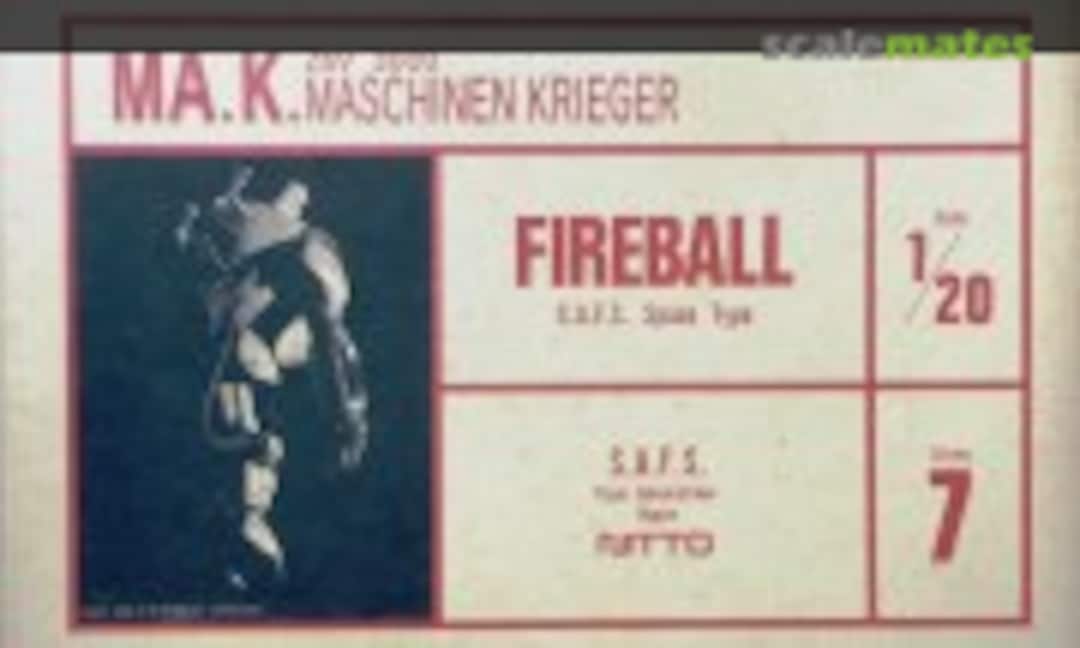 scalemates
MA.K. MASCHINEN KRIEGER
FIREBALL
S.A.F.S. Space Type
1/20
S.A.F.S.
NITTO
7